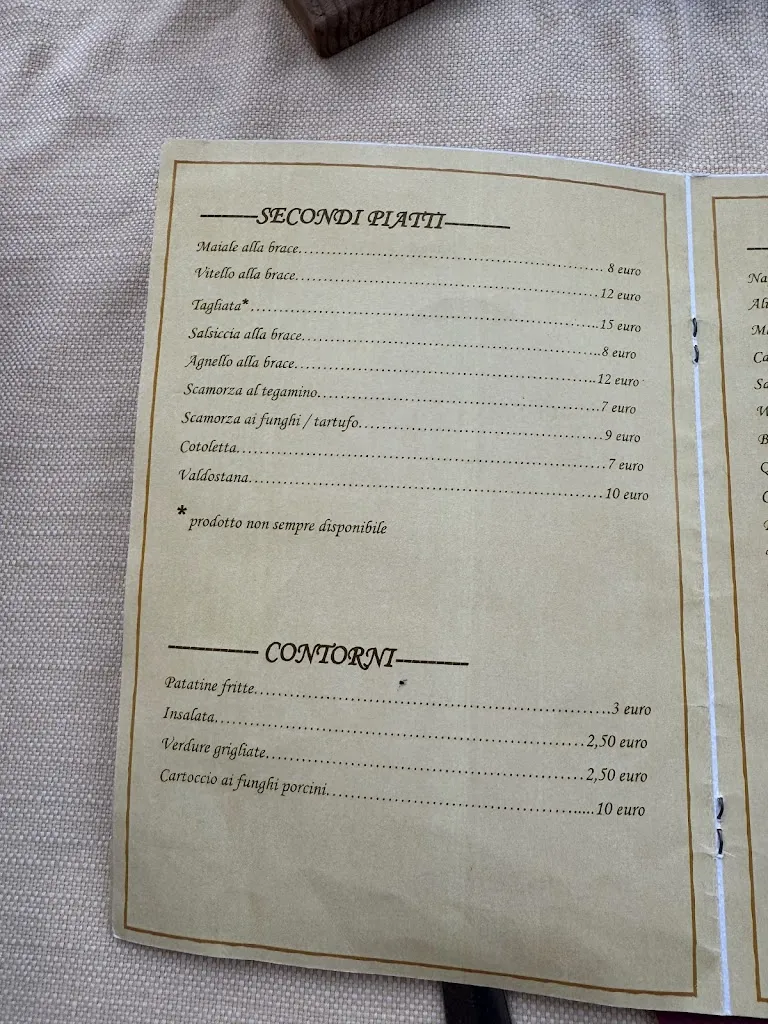 SECONDI PIATTI
Maiale alla brace 8 euro
Vitello alla brace 12 euro
Tagliata* 15 euro
Salsiccia alla brace 8 euro
Agnello alla brace 12 euro
Scamorza al tegamino 7 euro
Scamorza ai funghi / tartufo 9 euro
Cotoletta 7 euro
Valdostana 10 euro
* prodotto non sempre disponibile
CONTORNI
Patatine fritte 3 euro
Insalata 2,50 euro
Verdure grigliate 2,50 euro
Cartoccio ai funghi porcini 10 euro